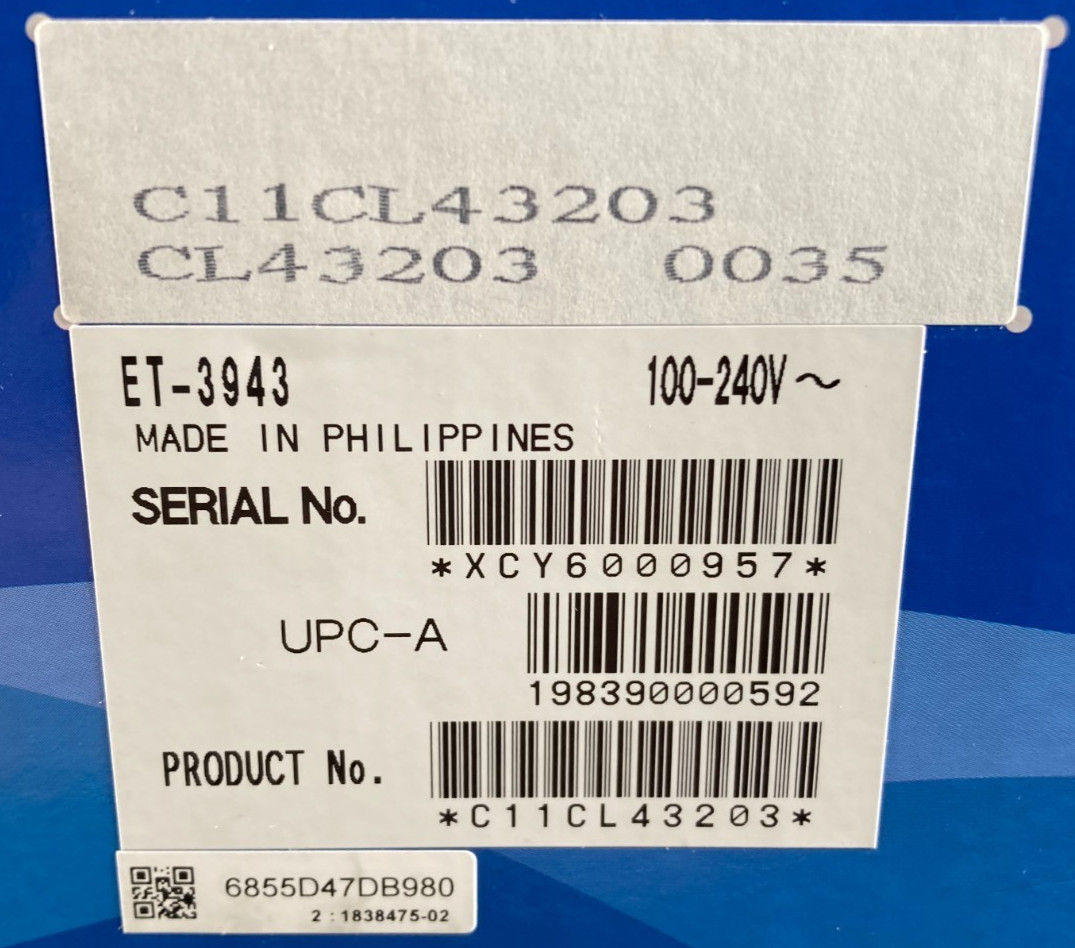 C11CL43203
CL43203 0035
ET-3943 100-240V～
MADE IN PHILIPPINES
SERIAL No.
*XCY6000957*
UPC-A
198390000592
PRODUCT No.
*C11CL43203*
6855D47DB980
2 : 1838475-02